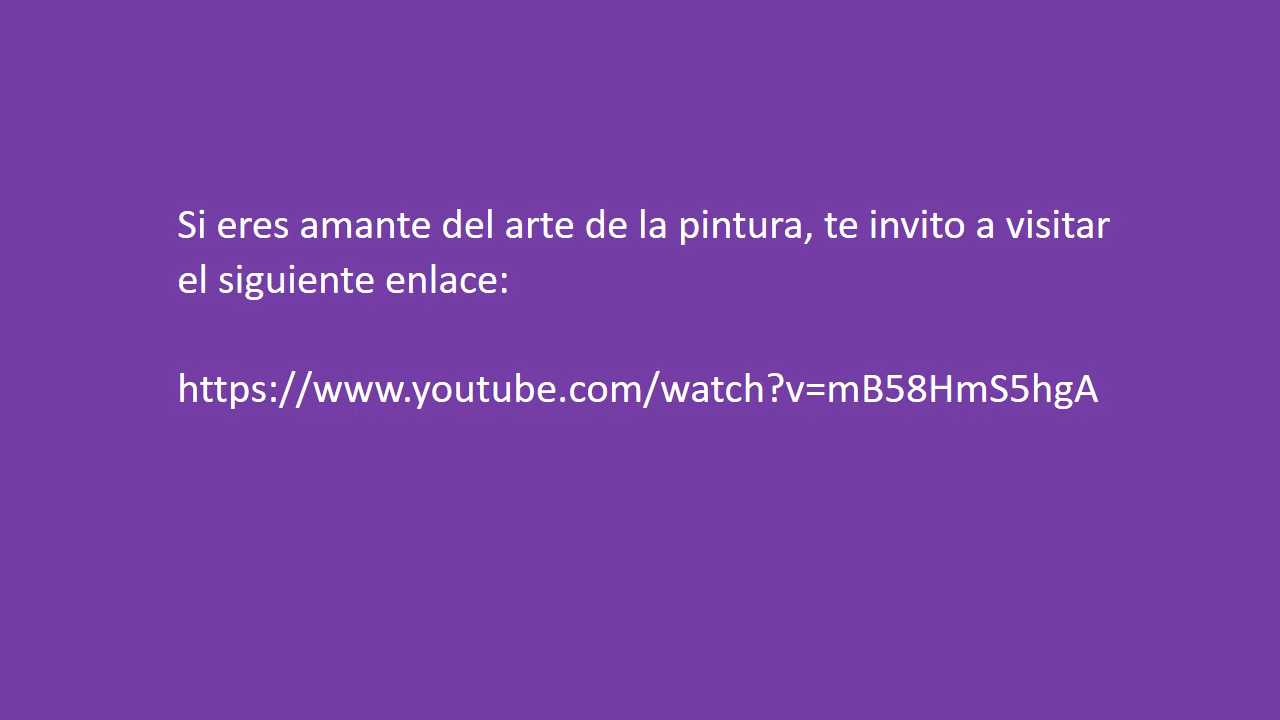 Si eres amante del arte de la pintura, te invito a visitar
el siguiente enlace:
https://www.youtube.com/watch?v=mB58HmS5hgA